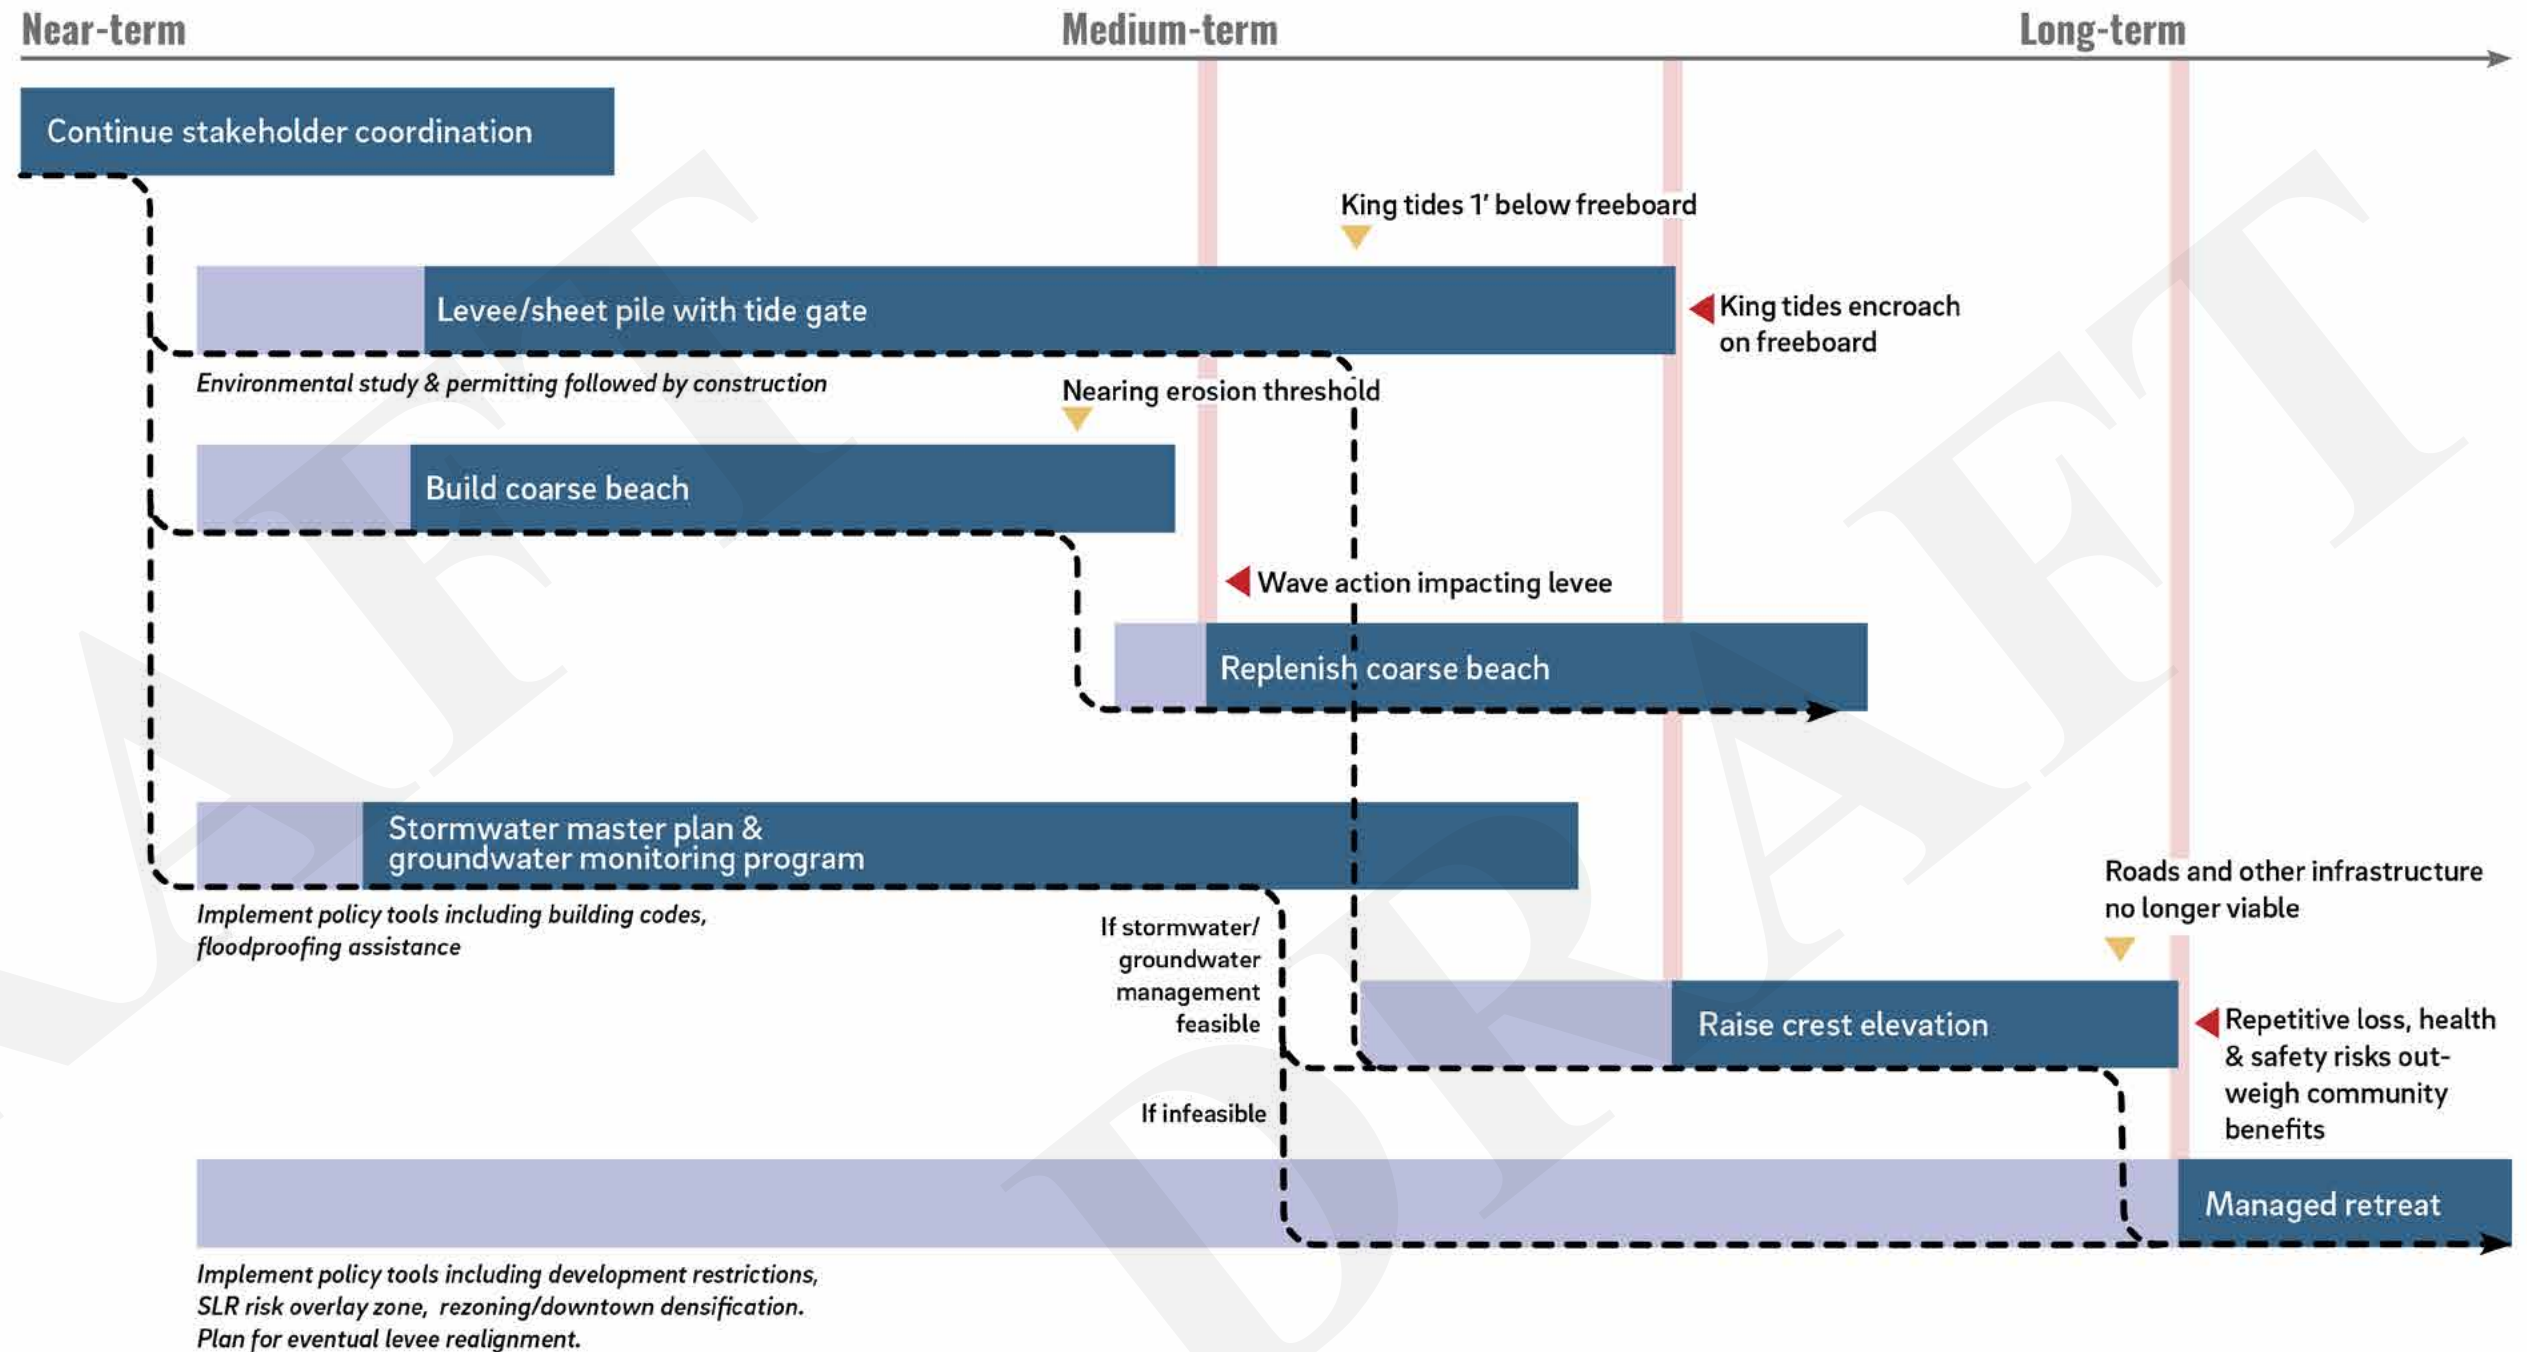 Near-term
Medium-term
Long-term
Continue stakeholder coordination
King tides 1' below freeboard
Levee/sheet pile with tide gate
King tides encroach
on freeboard
Environmental study & permitting followed by construction
Nearing erosion threshold
Build coarse beach
Wave action impacting levee
Replenish coarse beach
Stormwater master plan &
groundwater monitoring program
Implement policy tools including building codes,
floodproofing assistance
If stormwater/
groundwater
management
feasible
Roads and other infrastructure
no longer viable
Raise crest elevation
Repetitive loss, health
& safety risks out-
weigh community
benefits
If infeasible
Managed retreat
Implement policy tools including development restrictions,
SLR risk overlay zone, rezoning/downtown densification.
Plan for eventual levee realignment.
RAFT
DRAFT